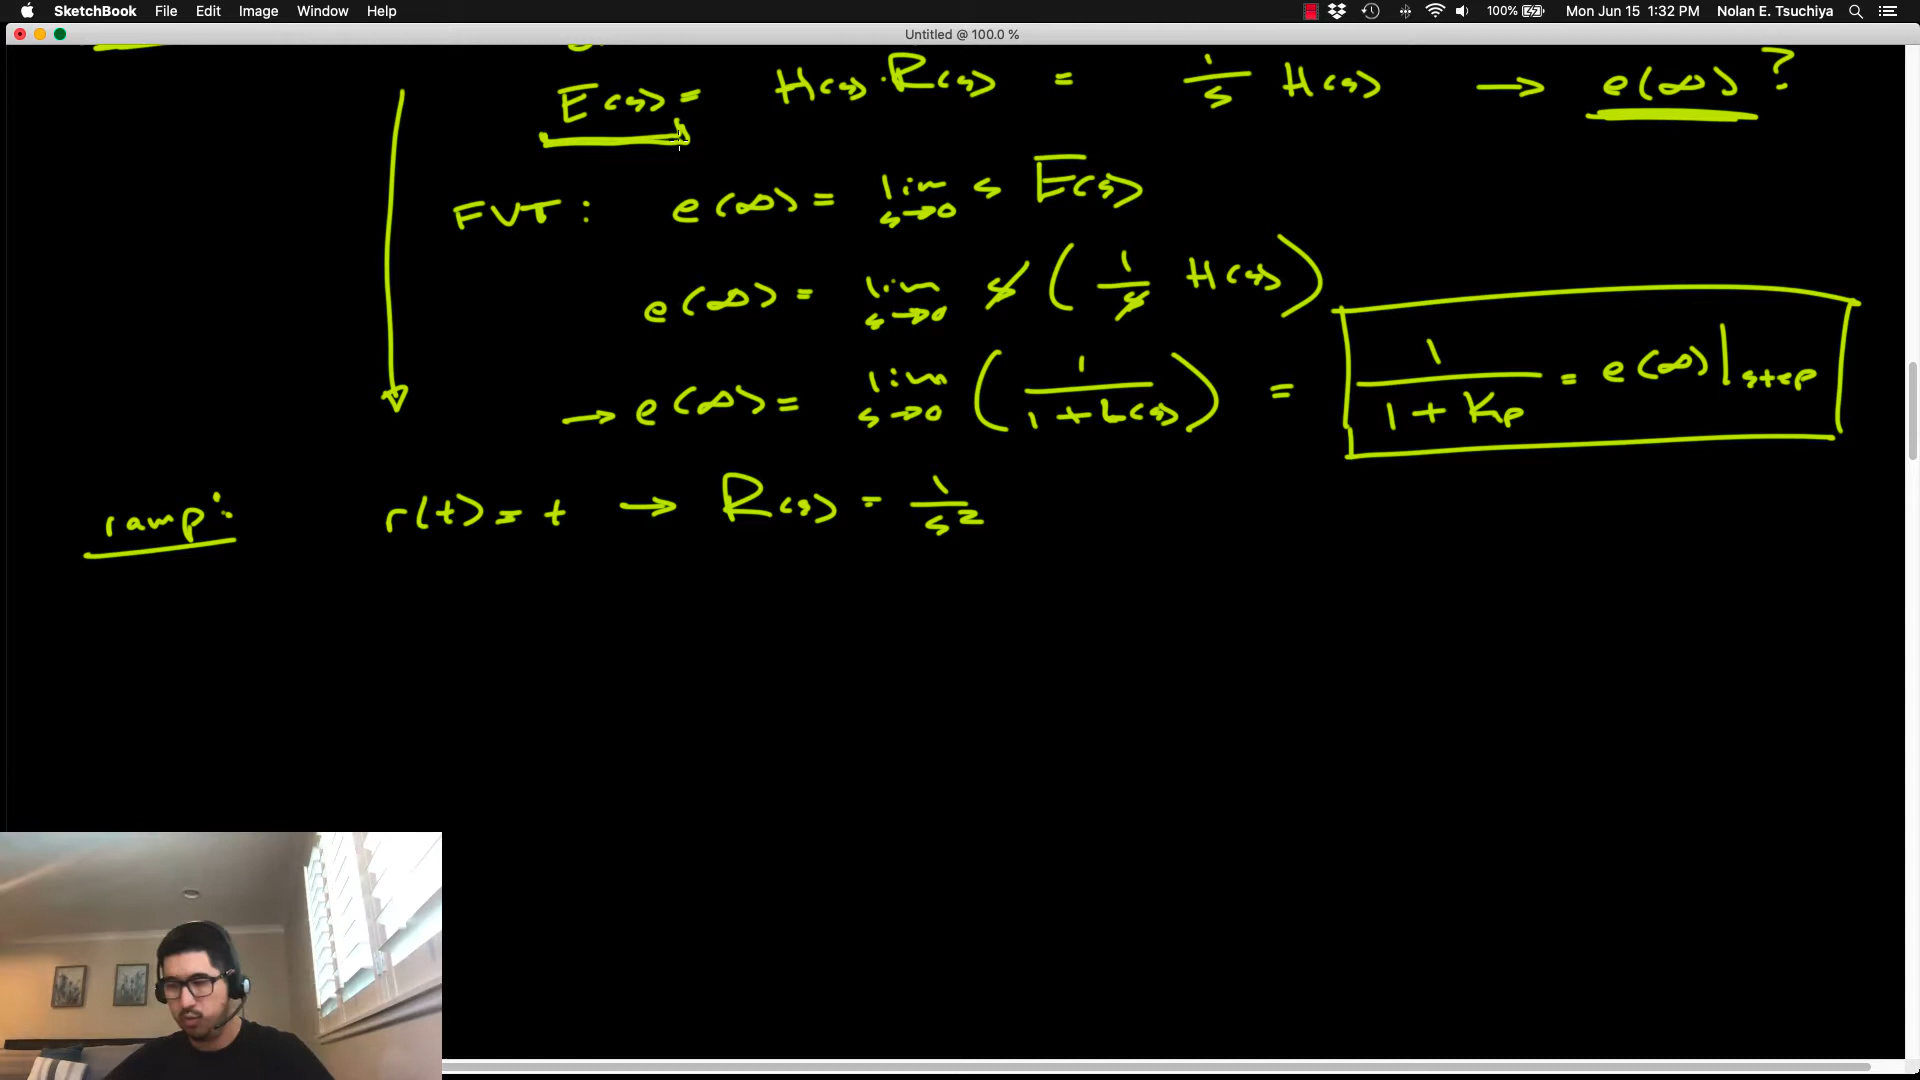 SketchBook File Edit Image Window Help 100% Mon Jun 15 1:32 PM Nolan E. Tsuchiya
Untitled @ 100.0 %
E(s) = H(s) · R(s) = 1/s H(s) → e(∞) ?
FVT : e(∞) = lim s→0 s E(s)
e(∞) = lim s→0 s ( 1/s H(s) )
→ e(∞) = lim s→0 ( 1/(1 + L(s)) ) = 1/(1 + Kp) = e(∞)|step
ramp: r(t) = t → R(s) = 1/s²